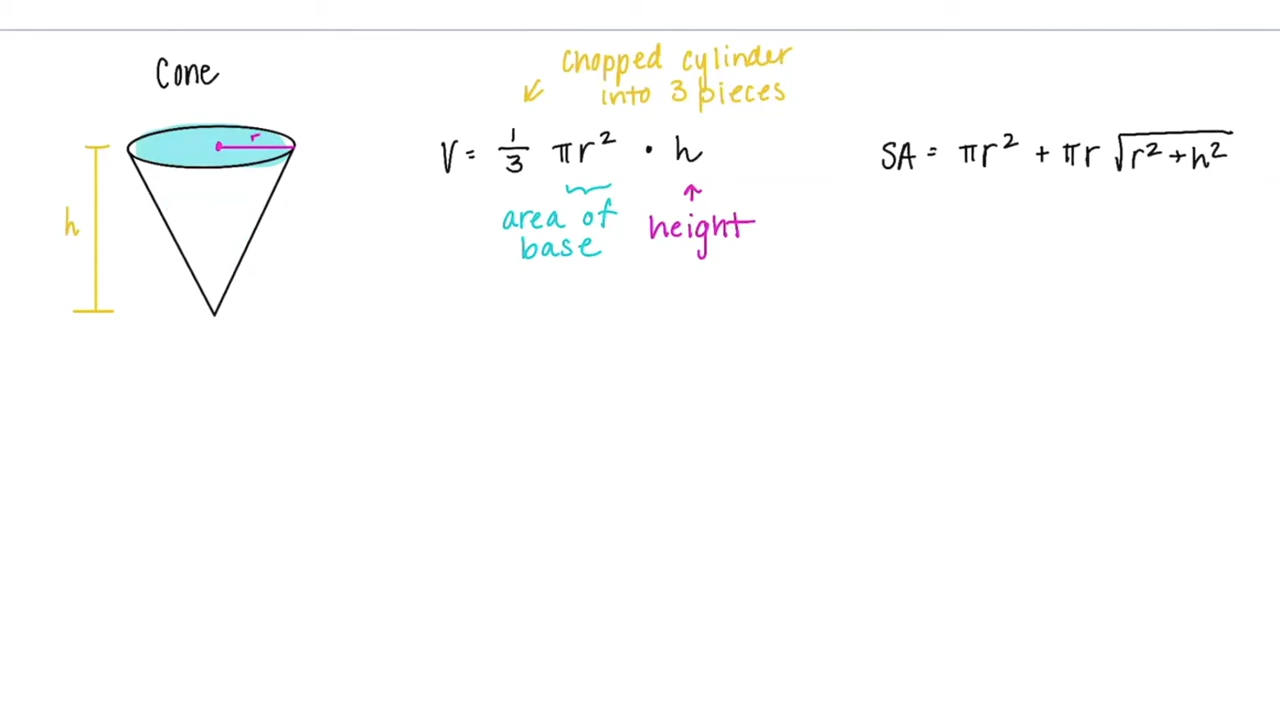 Cone
chopped cylinder
into 3 pieces
r
h
V = 1/3 πr² · h
SA = πr² + πr √(r² + h²)
area of
base
height